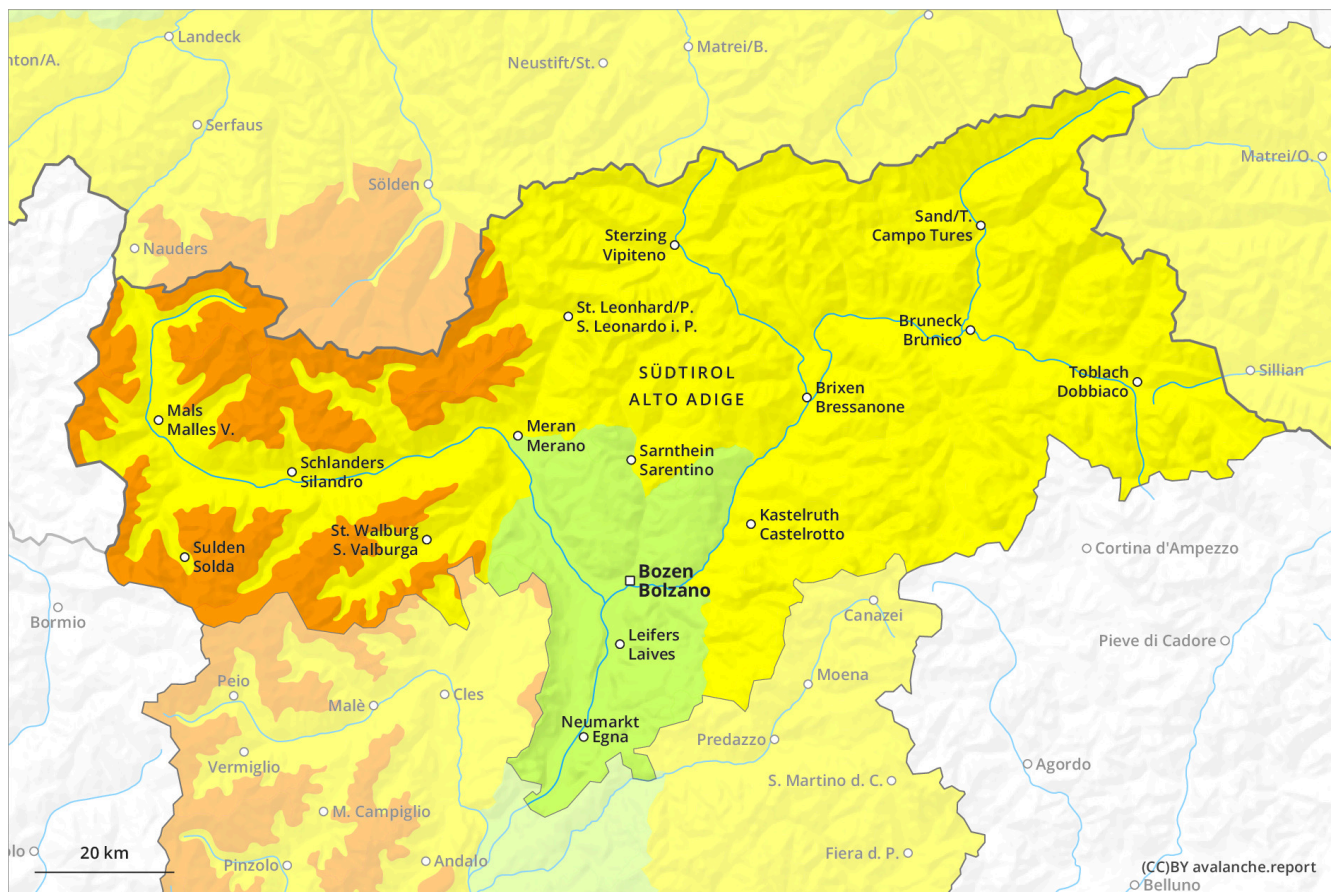 Landeck
nton/A.
Matrei/B.
Neustift/St.
Serfaus
Matrei/O.
Sölden
Nauders
Sand/T.
Campo Tures
Sterzing
Vipiteno
St. Leonhard/P.
S. Leonardo i. P.
Bruneck
Brunico
SÜDTIROL
ALTO ADIGE
Toblach
Dobbiaco
Sillian
Brixen
Bressanone
Mals
Malles V.
Meran
Merano
Schlanders
Silandro
Sarnthein
Sarentino
Kastelruth
Castelrotto
St. Walburg
S. Valburga
Sulden
Solda
Cortina d'Ampezzo
Bozen
Bolzano
Bormio
Canazei
Leifers
Laives
Pieve di Cadore
Peio
Malè
Cles
Moena
Neumarkt
Egna
Predazzo
Vermiglio
Agordo
S. Martino d. C.
M. Campiglio
olo
20 km
Pinzolo
Andalo
Fiera d. P.
(CC)BY avalanche.report
Belluno